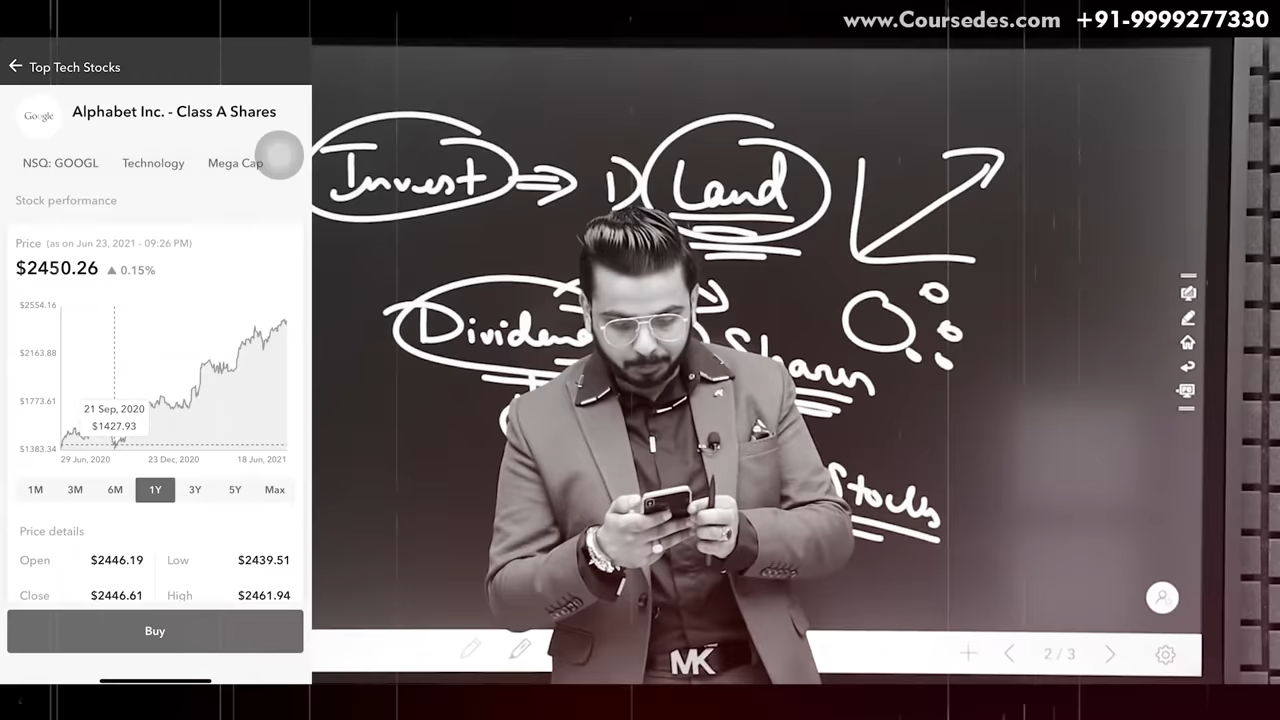 www.Coursedes.com +91-9999277330
Top Tech Stocks
Google
Alphabet Inc. - Class A Shares
NSQ: GOOGL Technology Mega Cap
Stock performance
Price (as on Jun 23, 2021 - 09:26 PM)
$2450.26 ▲ 0.15%
$2554.16
$2163.88
$1773.61
$1383.34
21 Sep, 2020
$1427.93
29 Jun, 2020 23 Dec, 2020 18 Jun, 2021
1M 3M 6M 1Y 3Y 5Y Max
Price details
Open $2446.19 Low $2439.51
Close $2446.61 High $2461.94
Buy
Invest ⇒ 1) Land
Dividend
Shares
Stocks
MK
2/3